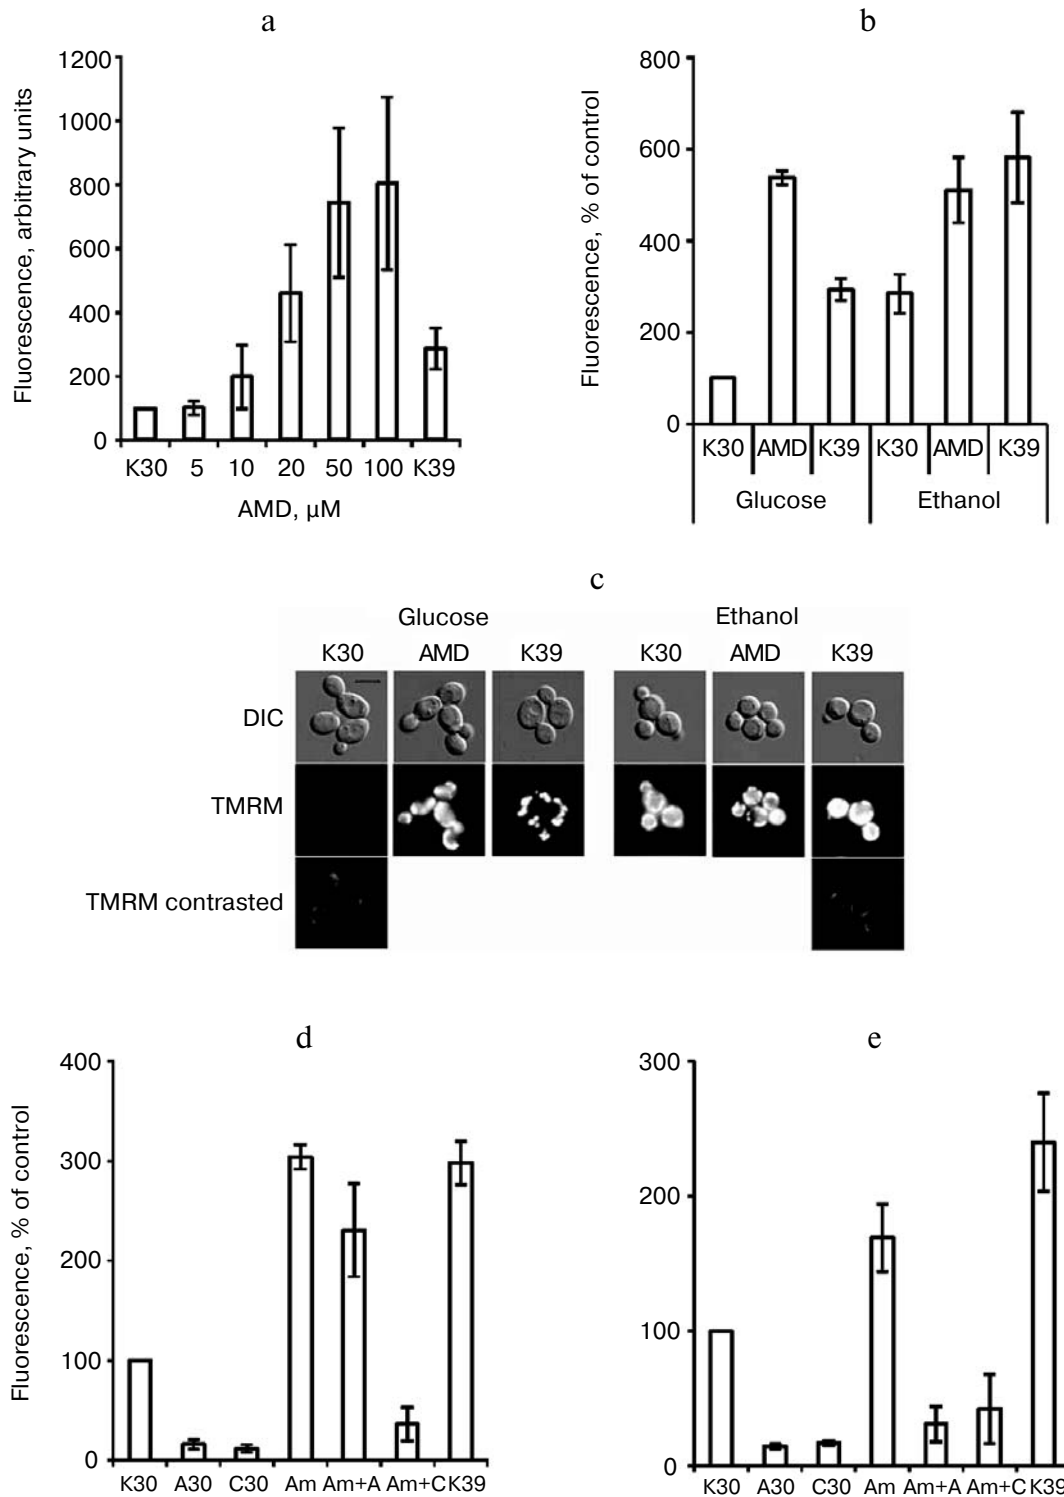 a
Fluorescence, arbitrary units
1200
1000
800
600
400
200
0
K30 5 10 20 50 100 K39
AMD, μM
b
Fluorescence, % of control
800
600
400
200
0
K30 AMD K39 K30 AMD K39
Glucose Ethanol
c
Glucose Ethanol
K30 AMD K39 K30 AMD K39
DIC
TMRM
TMRM contrasted
d
Fluorescence, % of control
400
300
200
100
0
K30 A30 C30 Am Am+A Am+C K39
e
300
200
100
0
K30 A30 C30 Am Am+A Am+C K39